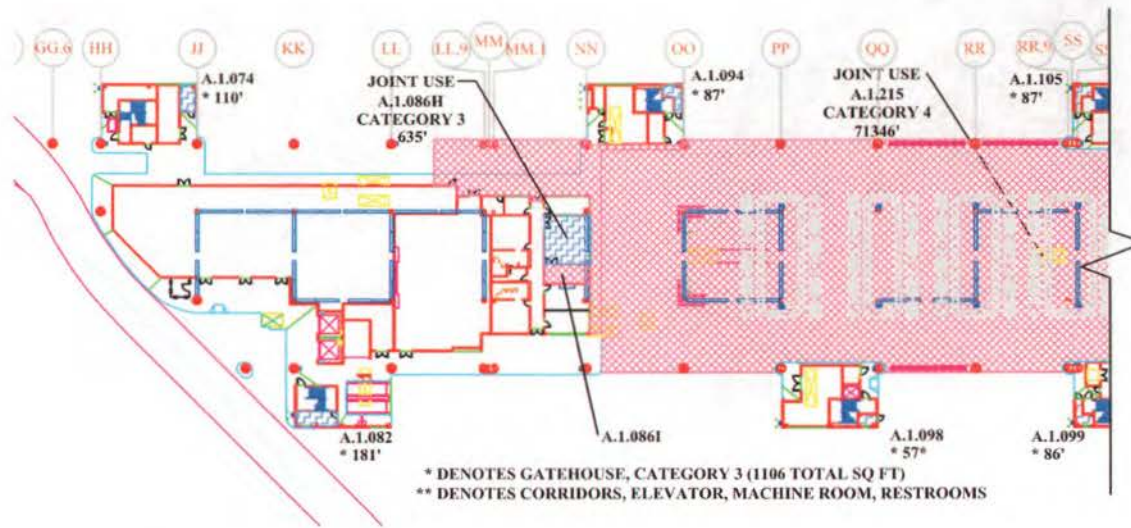 GG.6 HH JJ KK LL LL.9 MM MM.1 NN OO PP QQ RR RR.9 SS
A.1.074
* 110'
JOINT USE
A.1.086H
CATEGORY 3
635'
A.1.094
* 87'
JOINT USE
A.1.215
CATEGORY 4
71346'
A.1.105
* 87'
A.1.082
* 181'
A.1.086I
A.1.098
* 57*
A.1.099
* 86'
* DENOTES GATEHOUSE, CATEGORY 3 (1106 TOTAL SQ FT)
** DENOTES CORRIDORS, ELEVATOR, MACHINE ROOM, RESTROOMS